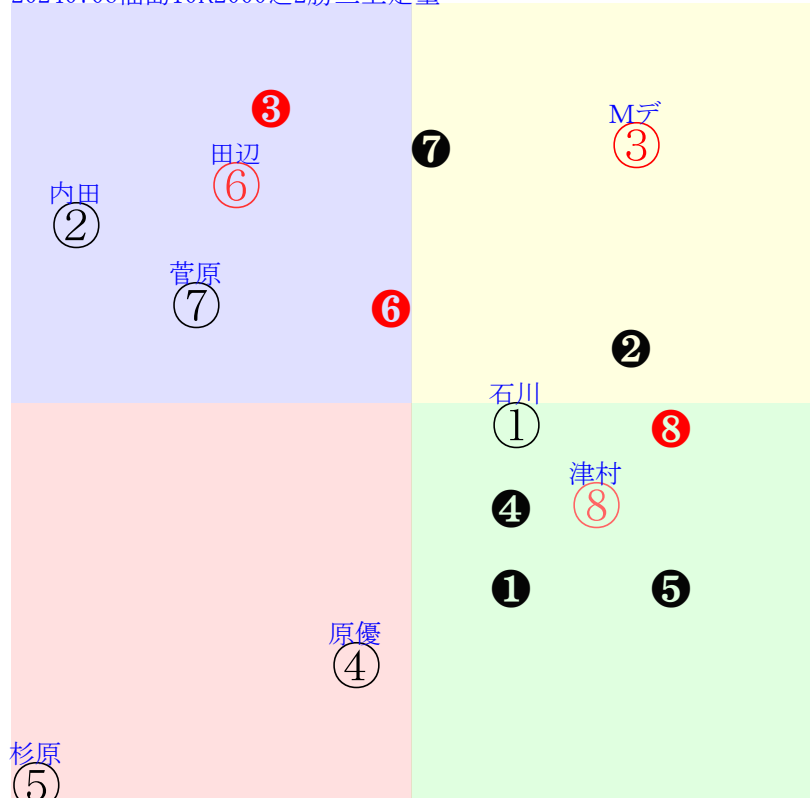 ❸
Mデ
③
❼
田辺
⑥
内田
②
菅原
⑦
❻
❷
石川
①
❽
津村
⑧
❹
❶
❺
原優
④
杉原
⑤